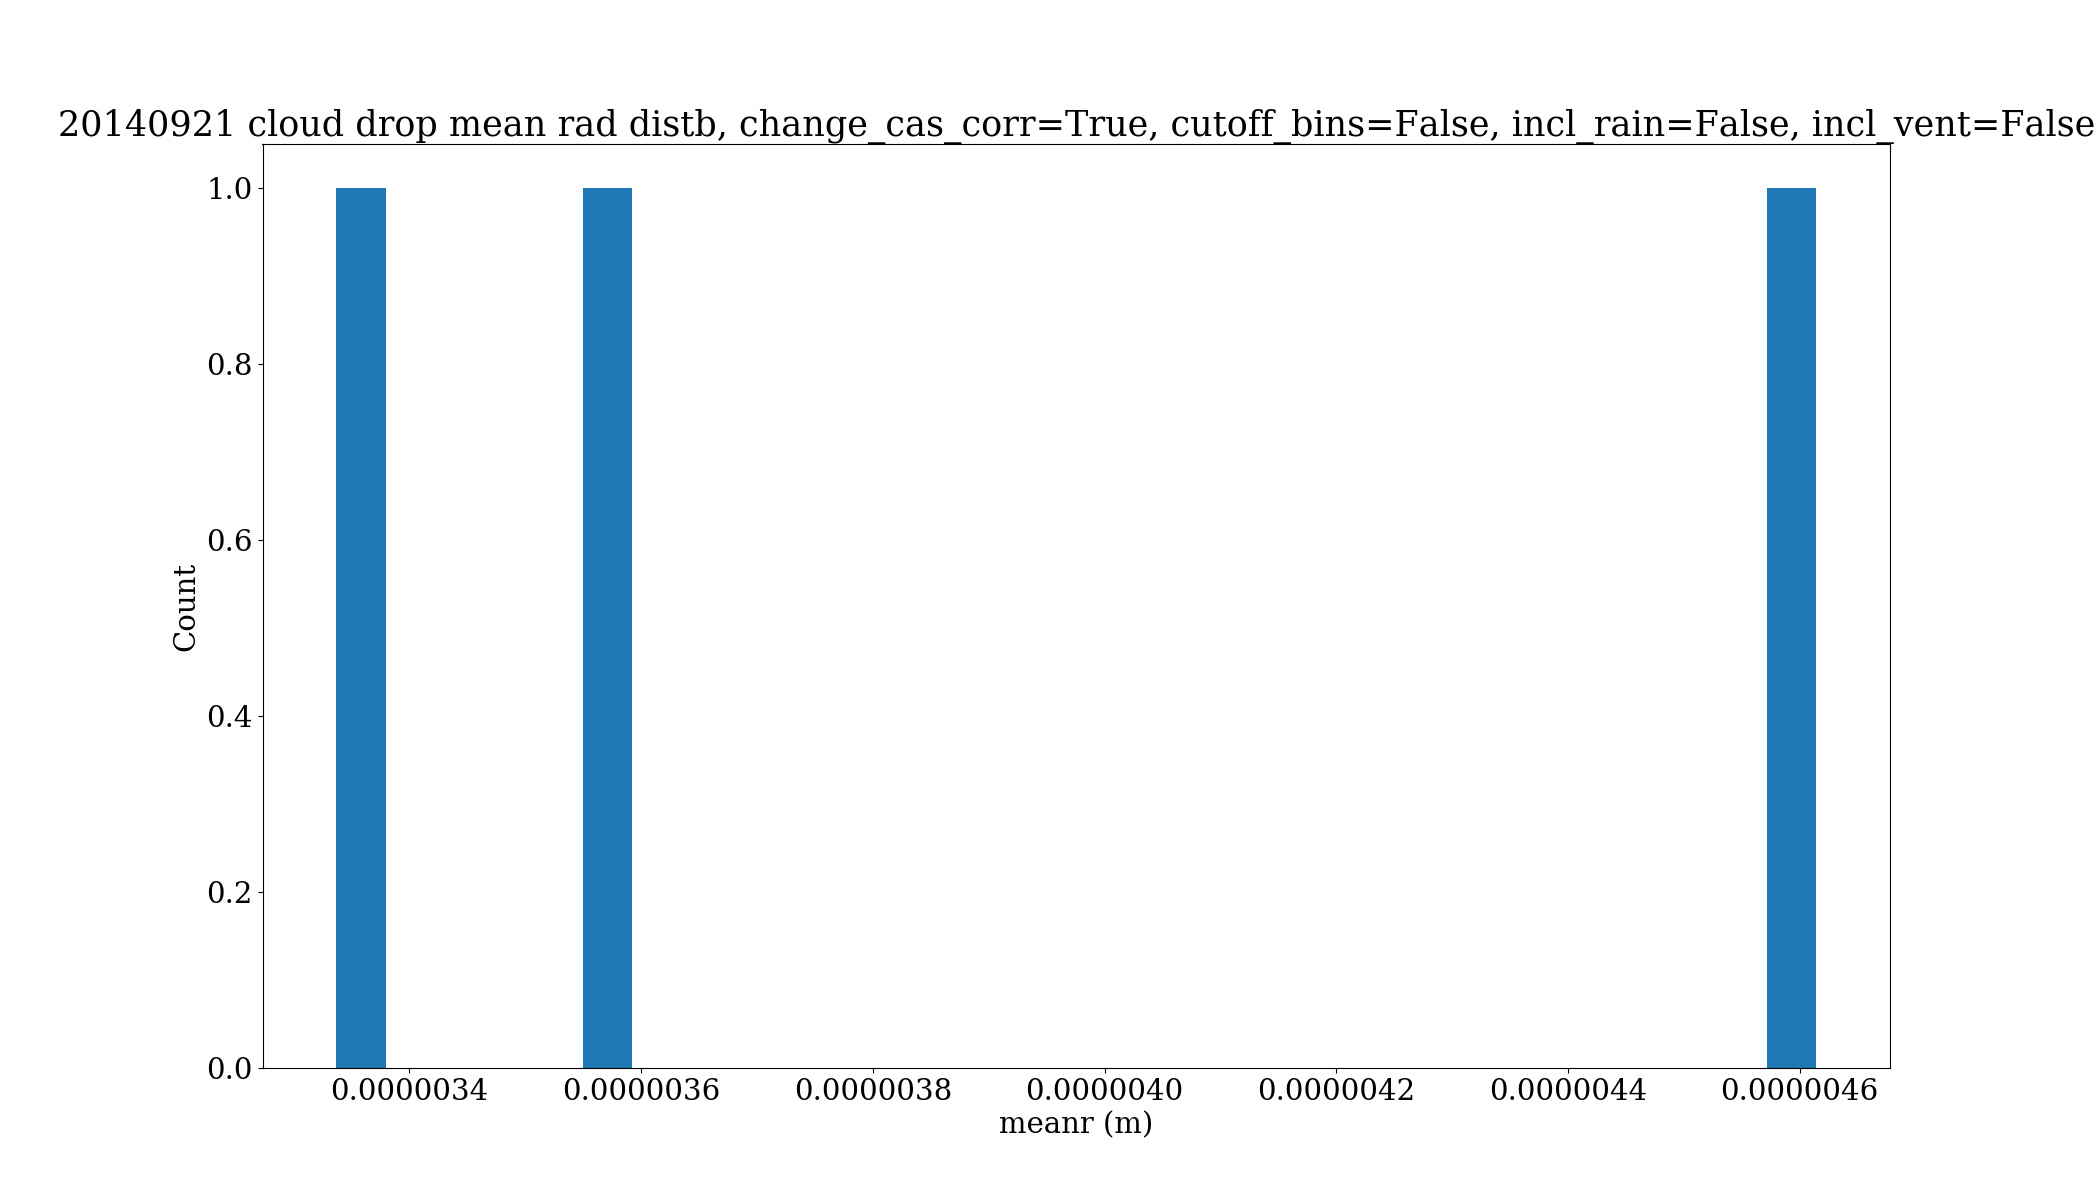 20140921 cloud drop mean rad distb, change_cas_corr=True, cutoff_bins=False, incl_rain=False, incl_vent=False
1.0
0.8
0.6
0.4
0.2
0.0
Count
0.0000034 0.0000036 0.0000038 0.0000040 0.0000042 0.0000044 0.0000046
meanr (m)